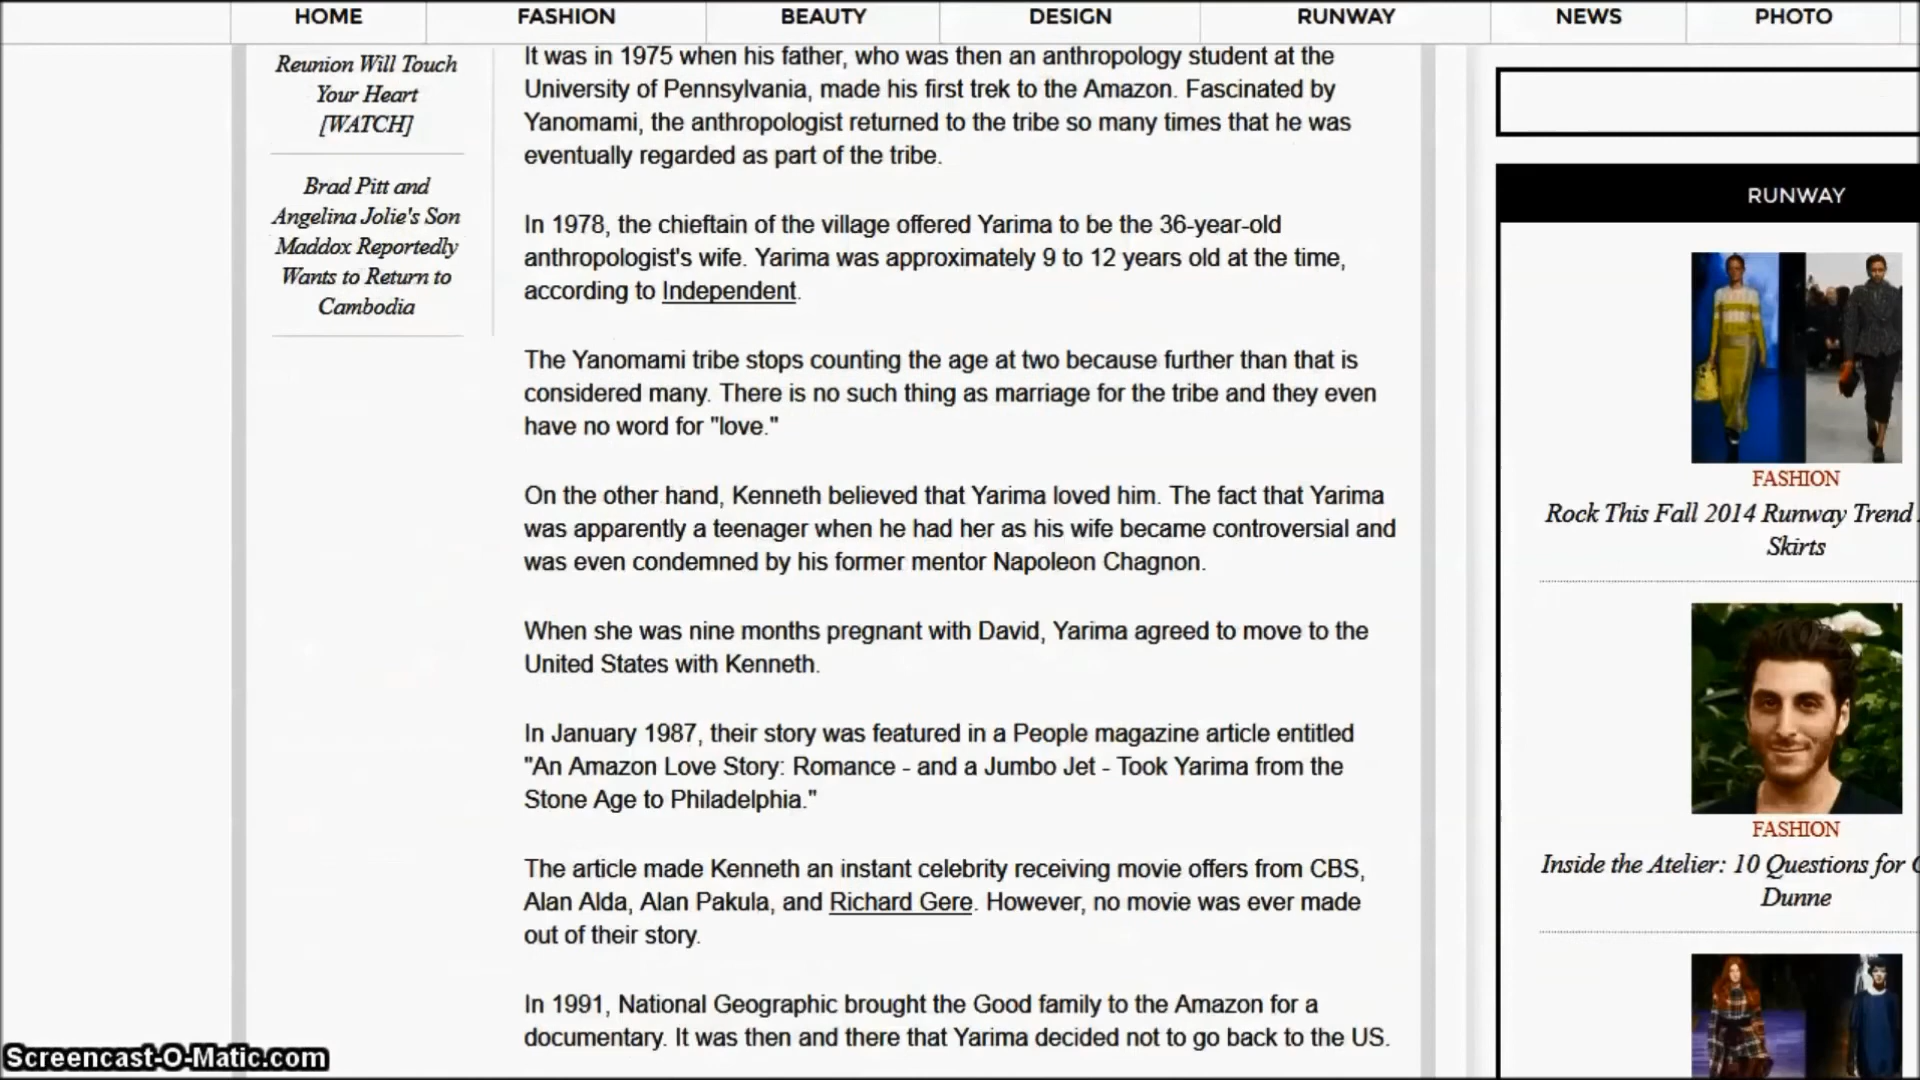 HOME
FASHION
BEAUTY
DESIGN
RUNWAY
NEWS
PHOTO
Reunion Will Touch
Your Heart
[WATCH]
Brad Pitt and
Angelina Jolie's Son
Maddox Reportedly
Wants to Return to
Cambodia
It was in 1975 when his father, who was then an anthropology student at the
University of Pennsylvania, made his first trek to the Amazon. Fascinated by
Yanomami, the anthropologist returned to the tribe so many times that he was
eventually regarded as part of the tribe.
In 1978, the chieftain of the village offered Yarima to be the 36-year-old
anthropologist's wife. Yarima was approximately 9 to 12 years old at the time,
according to Independent.
The Yanomami tribe stops counting the age at two because further than that is
considered many. There is no such thing as marriage for the tribe and they even
have no word for "love."
On the other hand, Kenneth believed that Yarima loved him. The fact that Yarima
was apparently a teenager when he had her as his wife became controversial and
was even condemned by his former mentor Napoleon Chagnon.
When she was nine months pregnant with David, Yarima agreed to move to the
United States with Kenneth.
In January 1987, their story was featured in a People magazine article entitled
"An Amazon Love Story: Romance - and a Jumbo Jet - Took Yarima from the
Stone Age to Philadelphia."
The article made Kenneth an instant celebrity receiving movie offers from CBS,
Alan Alda, Alan Pakula, and Richard Gere. However, no movie was ever made
out of their story.
In 1991, National Geographic brought the Good family to the Amazon for a
documentary. It was then and there that Yarima decided not to go back to the US.
RUNWAY
FASHION
Rock This Fall 2014 Runway Trend
Skirts
FASHION
Inside the Atelier: 10 Questions for
Dunne
Screencast-O-Matic.com